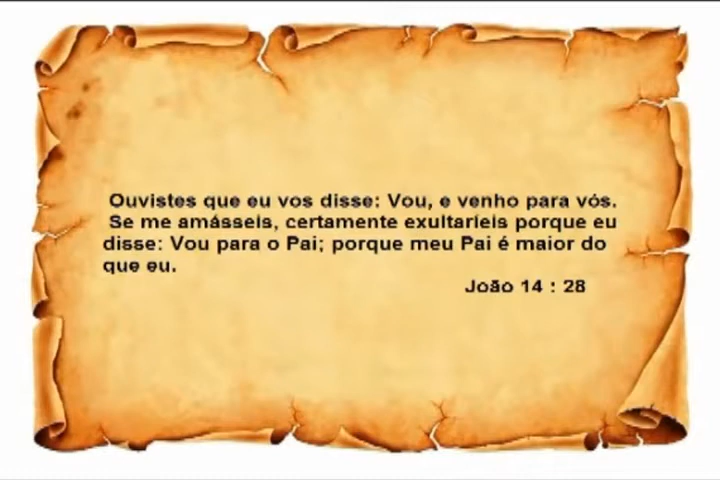 Ouvistes que eu vos disse: Vou, e venho para vós.
Se me amásseis, certamente exultaríeis porque eu
disse: Vou para o Pai; porque meu Pai é maior do
que eu.
João 14 : 28